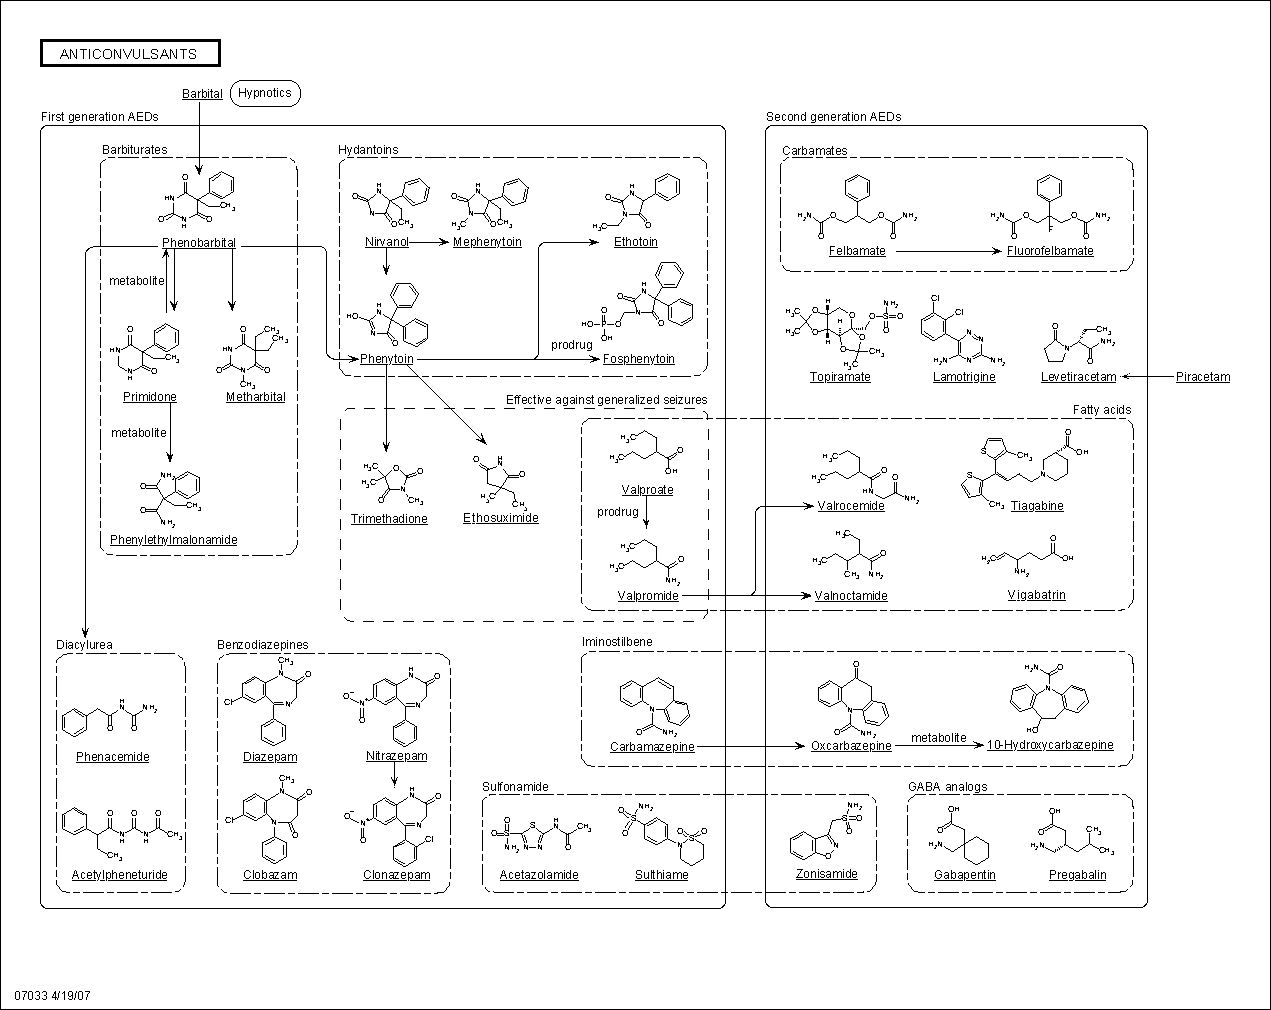 ANTICONVULSANTS
Barbital
Hypnotics
First generation AEDs
Second generation AEDs
Barbiturates
Hydantoins
Carbamates
Phenobarbital
Nirvanol
Mephenytoin
Ethotoin
Felbamate
Fluorofelbamate
metabolite
prodrug
Phenytoin
Fosphenytoin
Topiramate
Lamotrigine
Levetiracetam
Piracetam
Primidone
Metharbital
Effective against generalized seizures
Fatty acids
metabolite
Valproate
Valrocemide
Tiagabine
prodrug
Trimethadione
Ethosuximide
Phenylethylmalonamide
Valpromide
Valnoctamide
Vigabatrin
Diacylurea
Benzodiazepines
Iminostilbene
Phenacemide
Diazepam
Nitrazepam
Carbamazepine
Oxcarbazepine
metabolite
10-Hydroxycarbazepine
Sulfonamide
GABA analogs
Acetylpheneturide
Clobazam
Clonazepam
Acetazolamide
Sulthiame
Zonisamide
Gabapentin
Pregabalin
07033 4/19/07